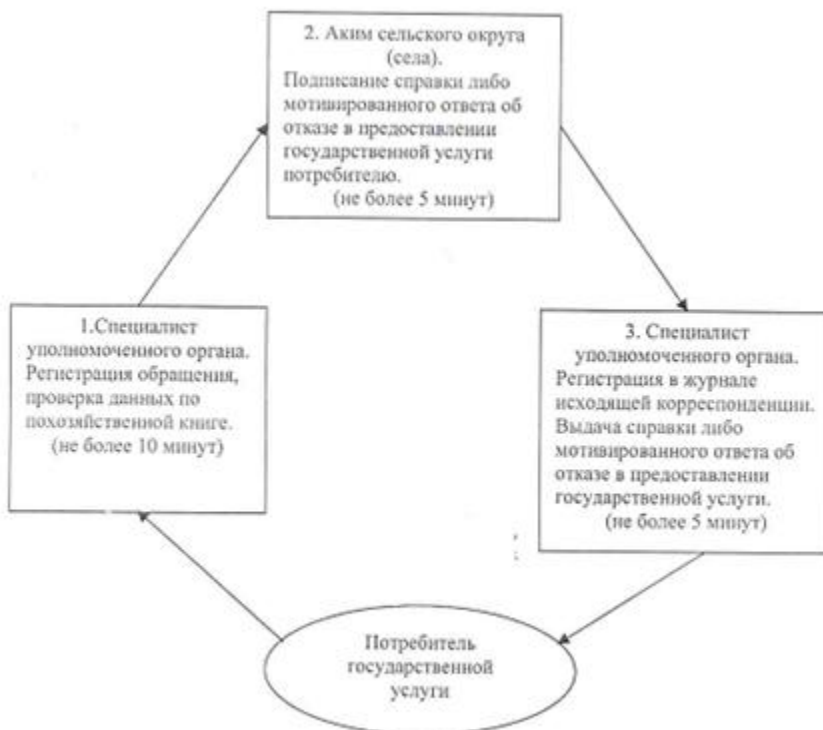 2. Аким сельского округа
(села).
Подписание справки либо
мотивированного ответа об
отказе в предоставлении
государственной услуги
потребителю.
(не более 5 минут)
1.Специалист
уполномоченного органа.
Регистрация обращения,
проверка данных по
похозяйственной книге.
(не более 10 минут)
3. Специалист
уполномоченного органа.
Регистрация в журнале
исходящей корреспонденции.
Выдача справки либо
мотивированного ответа об
отказе в предоставлении
государственной услуги.
(не более 5 минут)
Потребитель
государственной
услуги